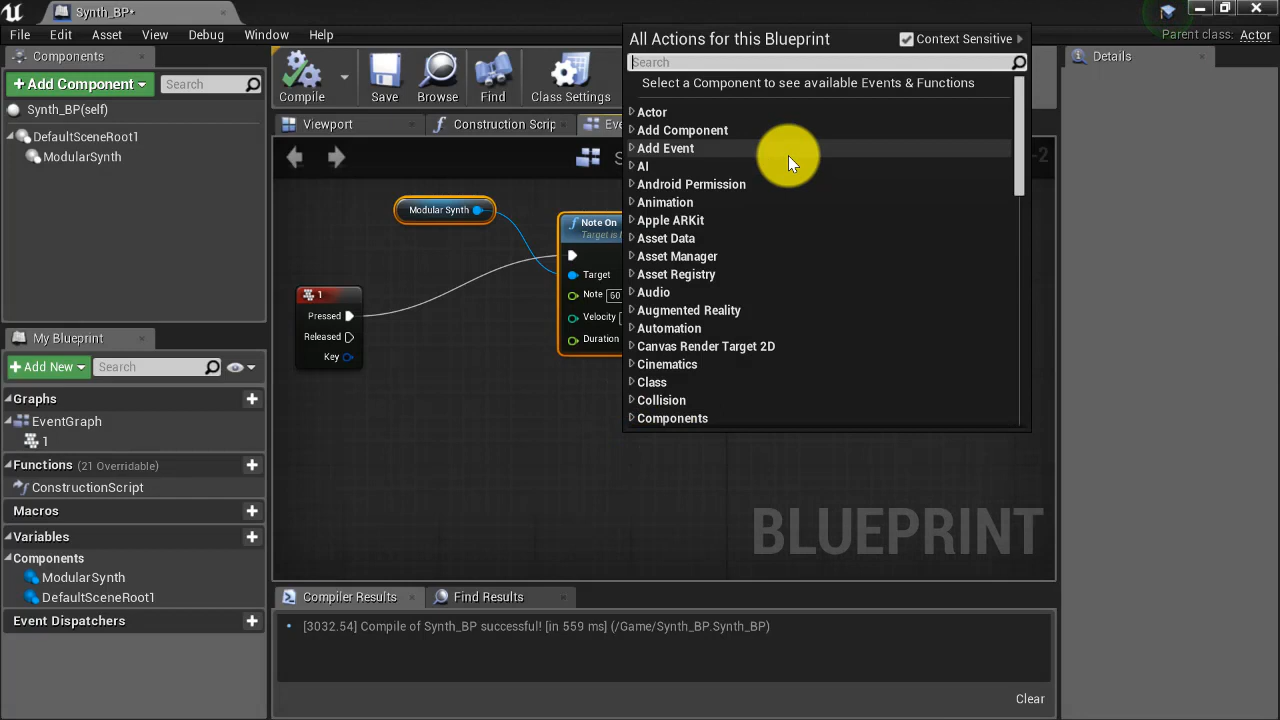 Synth_BP*
File Edit Asset View Debug Window Help
Parent class: Actor
Components
+ Add Component
Search
Synth_BP(self)
DefaultSceneRoot1
ModularSynth
My Blueprint
+ Add New
Search
Graphs
EventGraph
1
Functions (21 Overridable)
ConstructionScript
Macros
Variables
Components
ModularSynth
DefaultSceneRoot1
Event Dispatchers
Compile
Save
Browse
Find
Class Settings
Viewport
Construction Scrip
Eve
S
-2
Modular Synth
1
Pressed
Released
Key
Note On
Target is
Target
Note 60
Velocity
Duration
BLUEPRINT
All Actions for this Blueprint
Context Sensitive
Search
Select a Component to see available Events & Functions
Actor
Add Component
Add Event
AI
Android Permission
Animation
Apple ARKit
Asset Data
Asset Manager
Asset Registry
Audio
Augmented Reality
Automation
Canvas Render Target 2D
Cinematics
Class
Collision
Components
Details
Compiler Results
Find Results
[3032.54] Compile of Synth_BP successful! [in 559 ms] (/Game/Synth_BP.Synth_BP)
Clear